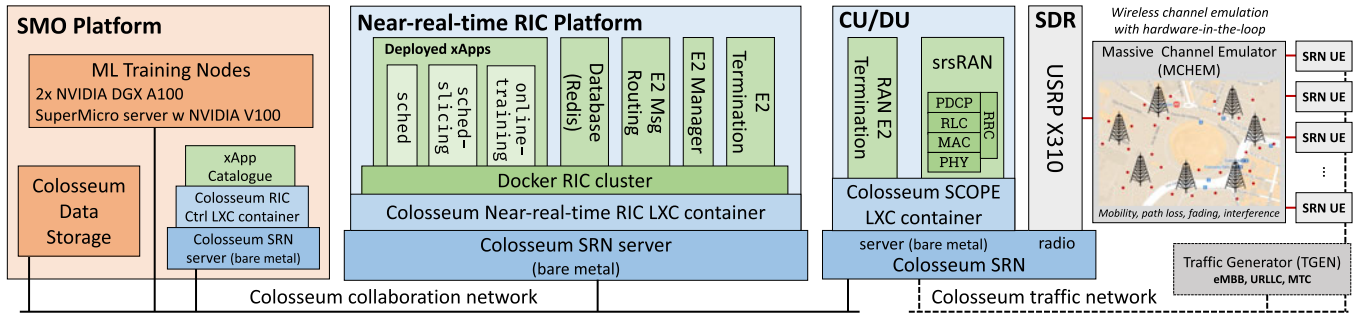 SMO Platform
ML Training Nodes
2x NVIDIA DGX A100
SuperMicro server w NVIDIA V100
Colosseum
Data
Storage
xApp
Catalogue
Colosseum RIC
Ctrl LXC container
Colosseum SRN
server (bare metal)
Near-real-time RIC Platform
Deployed xApps
sched
sched-
slicing
online-
training
Database
(Redis)
E2 Msg
Routing
E2 Manager
E2
Termination
Docker RIC cluster
Colosseum Near-real-time RIC LXC container
Colosseum SRN server
(bare metal)
CU/DU
RAN E2
Termination
srsRAN
PDCP
RLC
MAC
PHY
RRC
Colosseum SCOPE
LXC container
SDR
USRP X310
server (bare metal)
radio
Colosseum SRN
Wireless channel emulation
with hardware-in-the-loop
Massive Channel Emulator
(MCHEM)
Mobility, path loss, fading, interference
SRN UE
SRN UE
SRN UE
...
SRN UE
Traffic Generator (TGEN)
eMBB, URLLC, MTC
Colosseum collaboration network
Colosseum traffic network